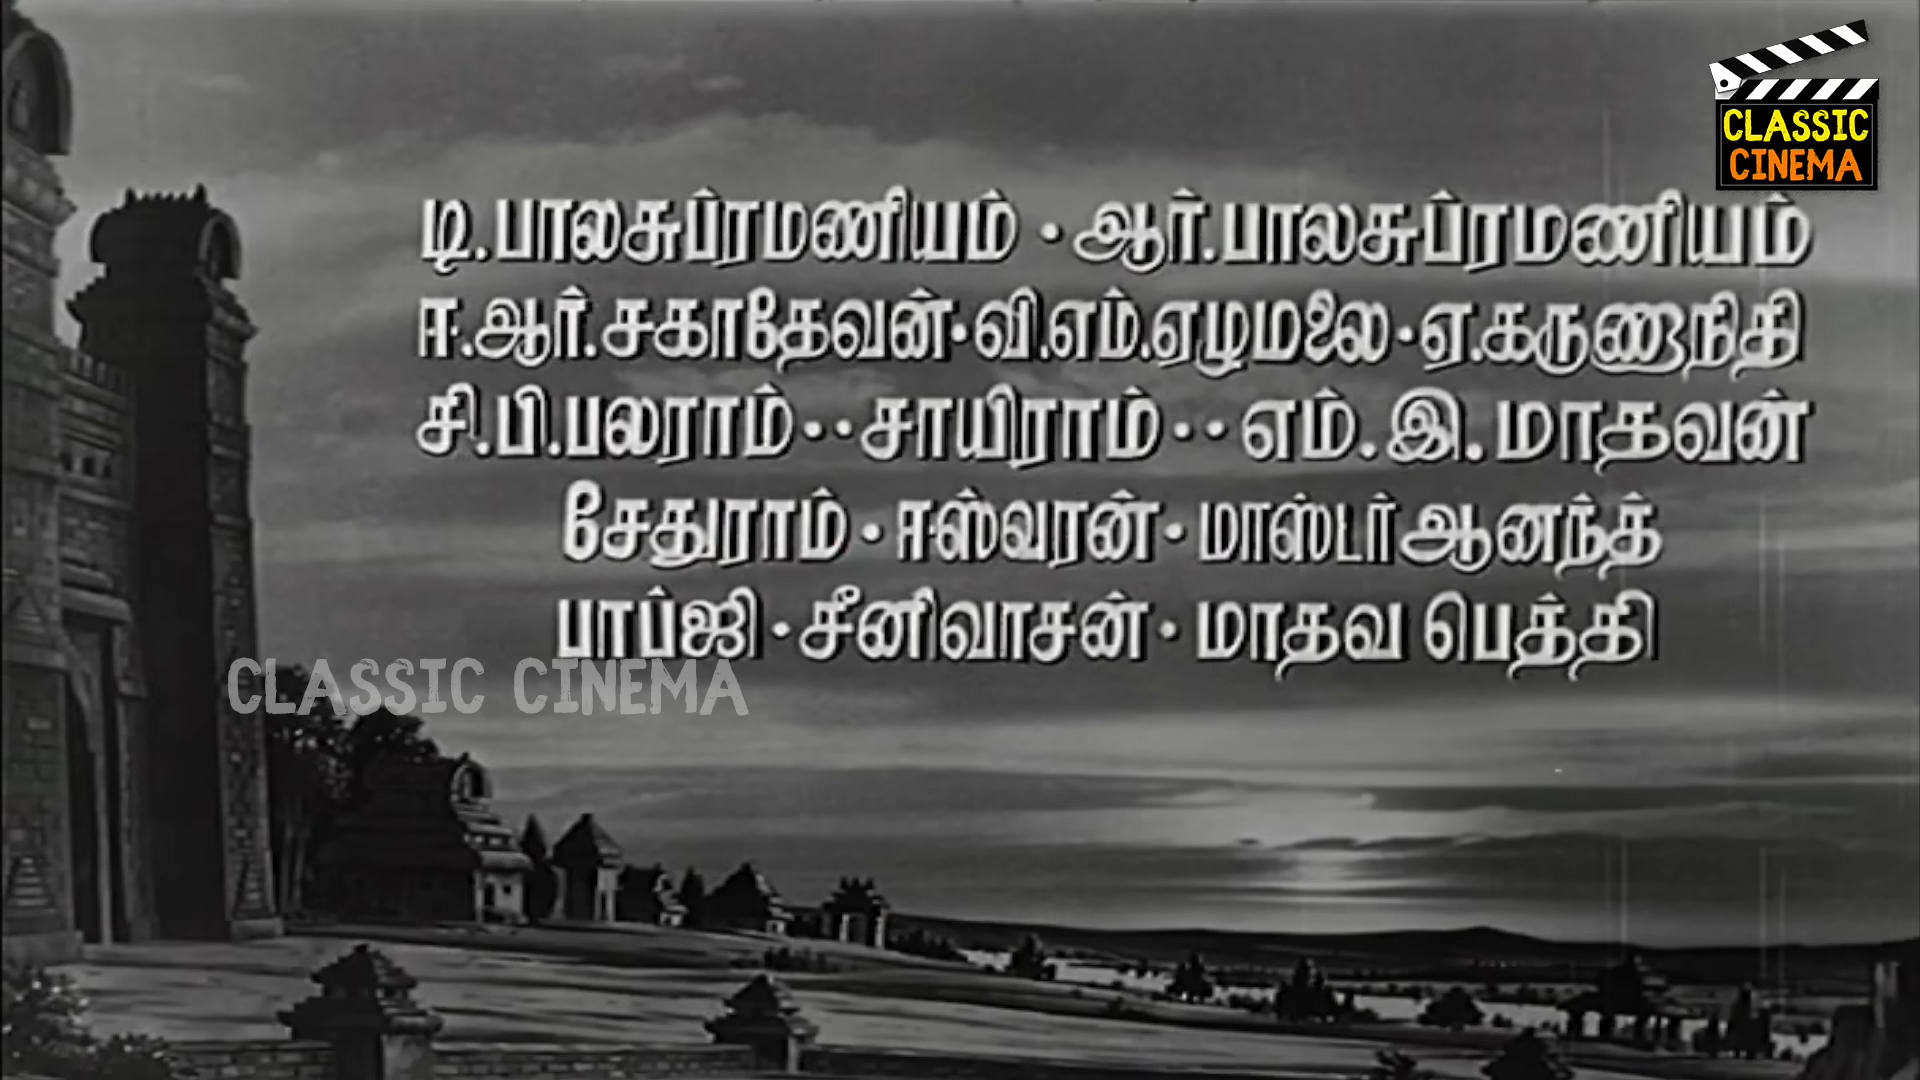 CLASSIC
CINEMA
டி.பாலசுப்ரமணியம் · ஆர்.பாலசுப்ரமணியம்
ஈ.ஆர்.சகாதேவன்·வி.எம்.ஏழுமலை·ஏ.கருணாநிதி
சி.பி.பலராம்··சாயிராம்··எம்.இ.மாதவன்
சேதுராம்·ஈஸ்வரன்·மாஸ்டர்ஆனந்த்
பாப்ஜி·சீனிவாசன்·மாதவ பெத்தி
CLASSIC CINEMA